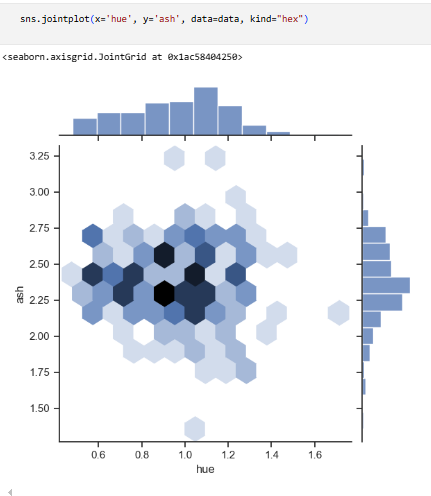 sns.jointplot(x='hue', y='ash', data=data, kind="hex")
<seaborn.axisgrid.JointGrid at 0x1ac58404250>
3.25
3.00
2.75
2.50
2.25
2.00
1.75
1.50
ash
0.6 0.8 1.0 1.2 1.4 1.6
hue